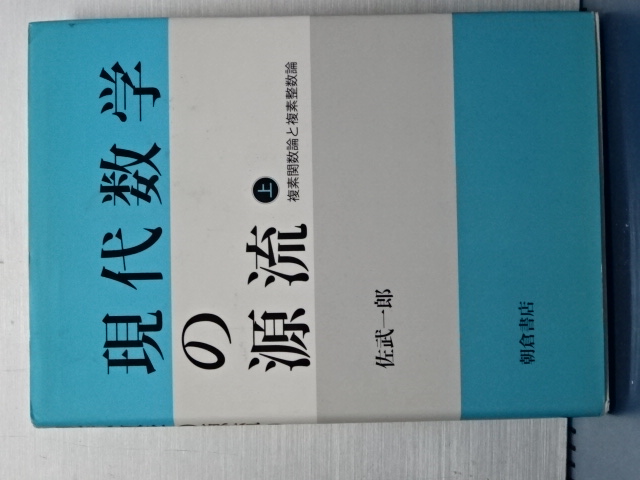 現代数学
の
源流 上
複素関数論と複素整数論
佐武一郎
朝倉書店